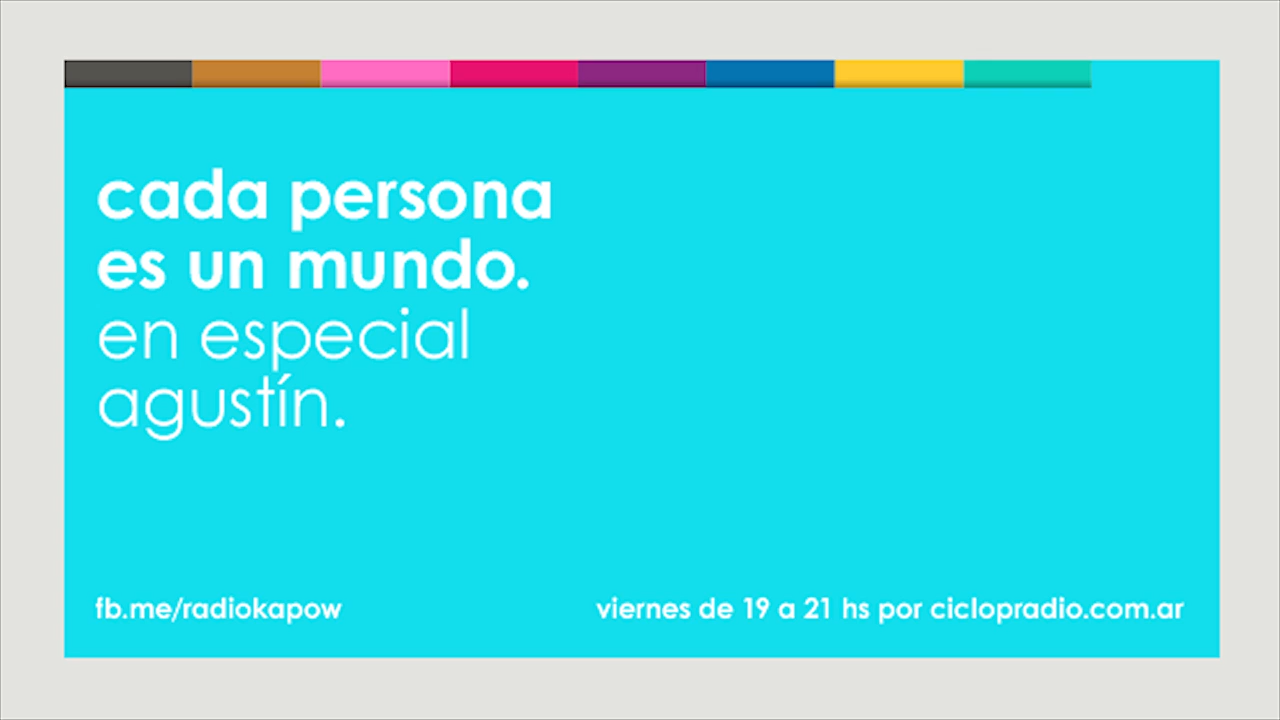 cada persona
es un mundo.
en especial
agustín.
fb.me/radiokapow
viernes de 19 a 21 hs por ciclopradio.com.ar